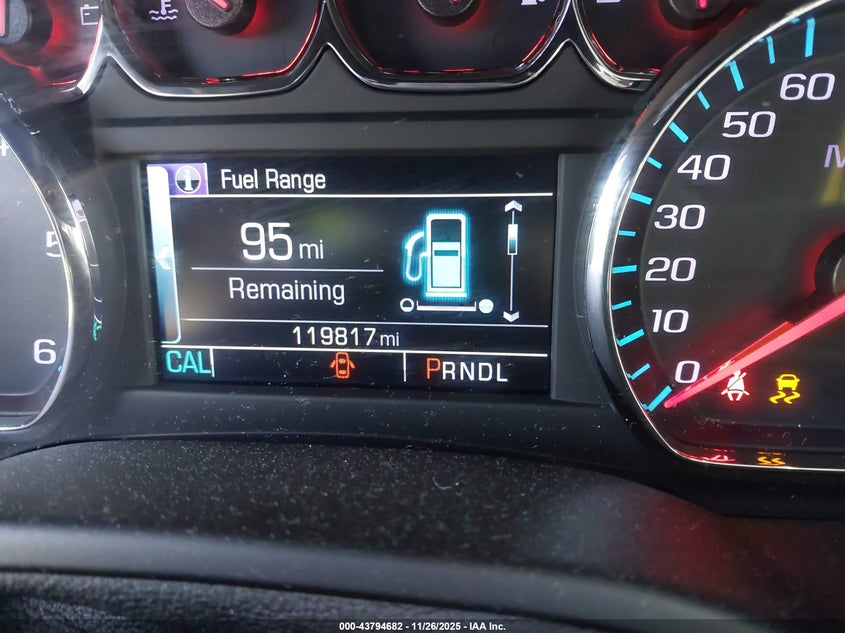 Fuel Range
95 mi
Remaining
119817 mi
CAL
PRNDL
5
6
60
50
40
30
20
10
0
M
000-43794682 | 11/26/2025 - IAA Inc.